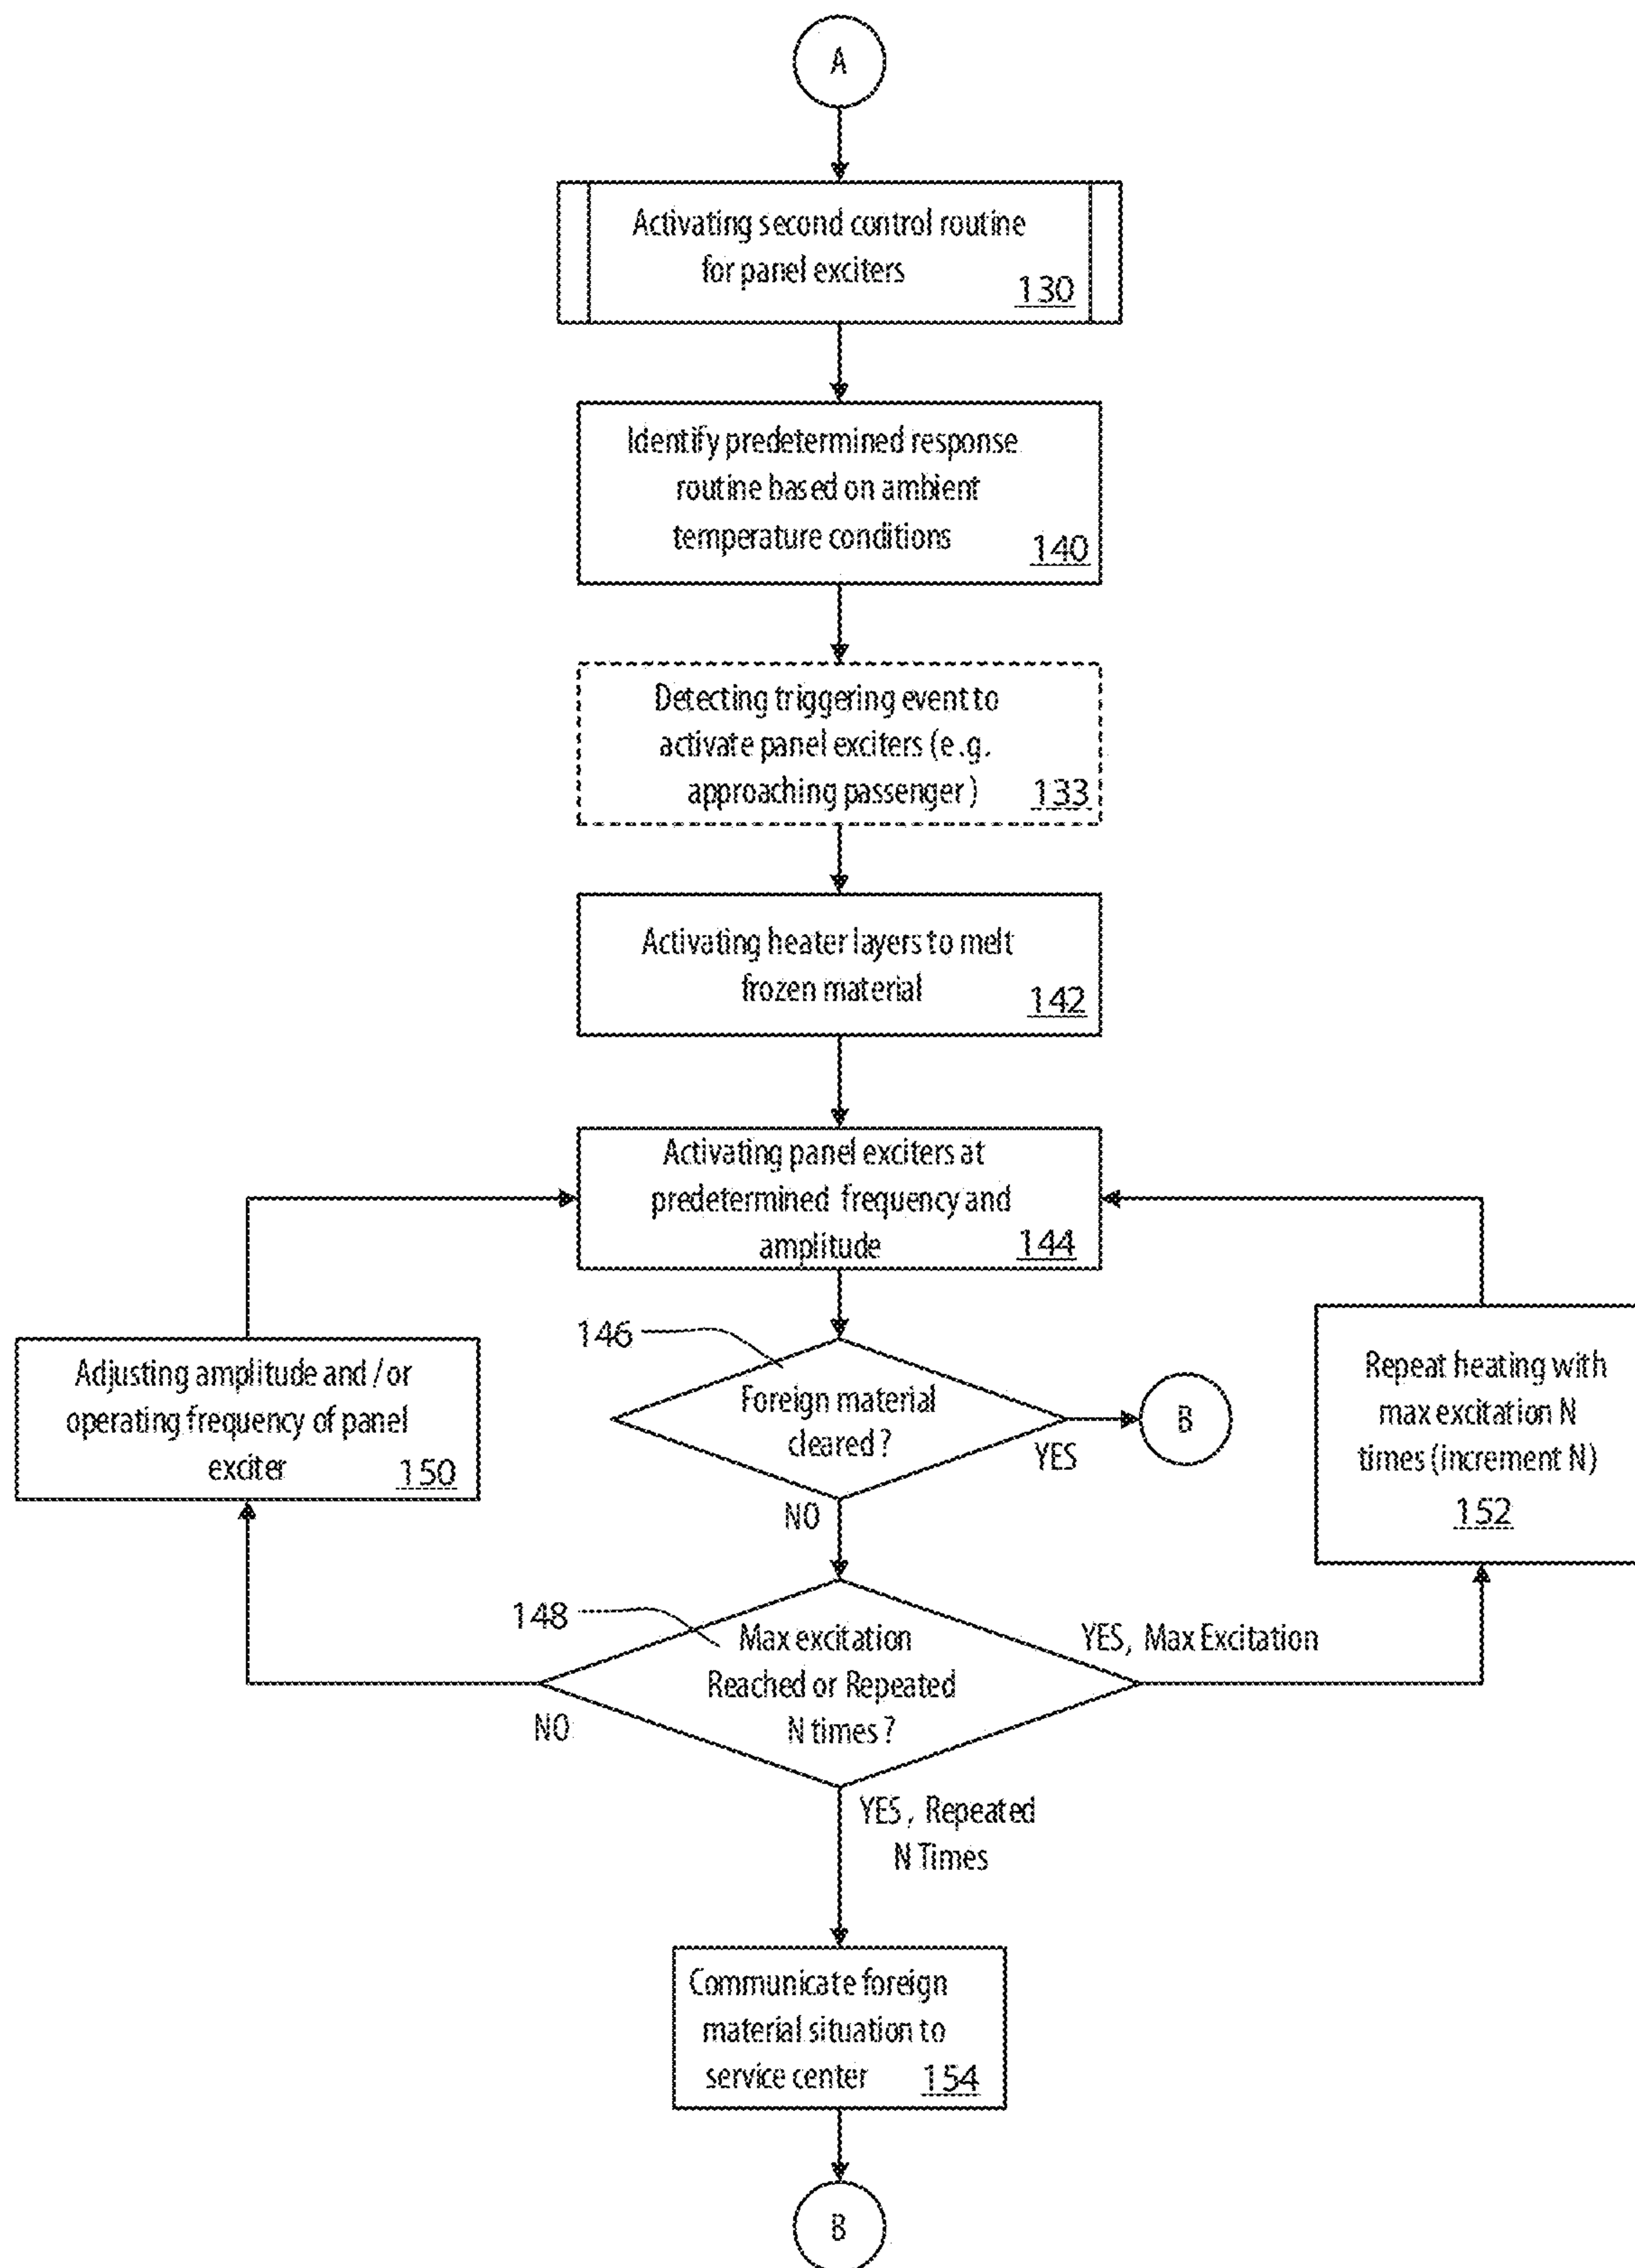 A
Activating second control routine
for panel exciters
130
Identify predetermined response
routine based on ambient
temperature conditions
140
Detecting triggering event to
activate panel exciters (e.g.
approaching passenger)
133
Activating heater layers to melt
frozen material
142
Activating panel exciters at
predetermined frequency and
amplitude
144
146
Foreign material
cleared?
YES
B
NO
Adjusting amplitude and/or
operating frequency of panel
exciter
150
Repeat heating with
max excitation N
times (increment N)
152
148
Max excitation
Reached or Repeated
N times?
NO
YES, Max Excitation
YES, Repeated
N Times
Communicate foreign
material situation to
service center
154
B